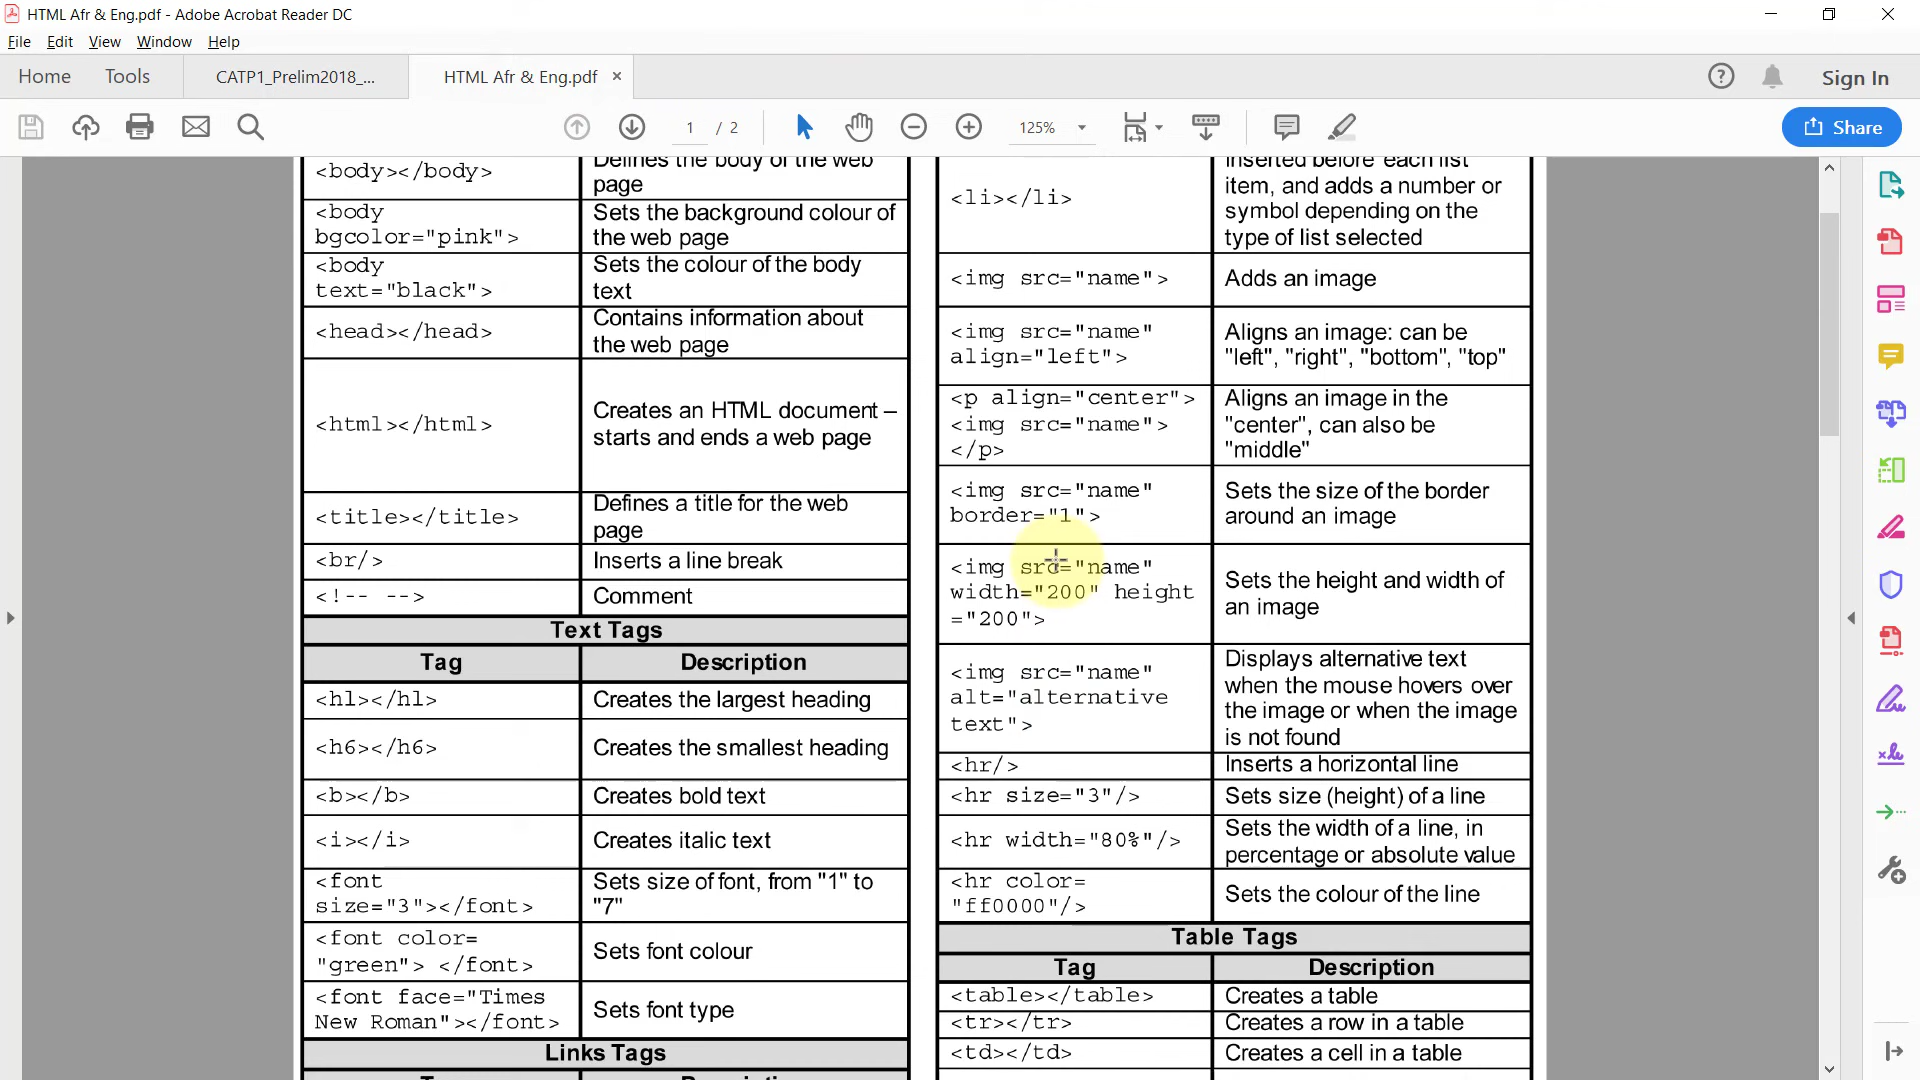 HTML Afr & Eng.pdf - Adobe Acrobat Reader DC
File Edit View Window Help
Home Tools CATP1_Prelim2018_... HTML Afr & Eng.pdf × Sign In
1 / 2 125% Share
<body></body>
Defines the body of the web
page
<body
bgcolor="pink">
Sets the background colour of
the web page
<body
text="black">
Sets the colour of the body
text
<head></head>
Contains information about
the web page
<html></html>
Creates an HTML document –
starts and ends a web page
<title></title>
Defines a title for the web
page
<br/>
Inserts a line break
<!-- -->
Comment
Text Tags
Tag Description
<h1></h1>
Creates the largest heading
<h6></h6>
Creates the smallest heading
<b></b>
Creates bold text
<i></i>
Creates italic text
<font
size="3"></font>
Sets size of font, from "1" to
"7"
<font color=
"green"> </font>
Sets font colour
<font face="Times
New Roman"></font>
Sets font type
Links Tags
<li></li>
Inserted before each list
item, and adds a number or
symbol depending on the
type of list selected
<img src="name">
Adds an image
<img src="name"
align="left">
Aligns an image: can be
"left", "right", "bottom", "top"
<p align="center">
<img src="name">
</p>
Aligns an image in the
"center", can also be
"middle"
<img src="name"
border="1">
Sets the size of the border
around an image
<img src="name"
width="200" height
="200">
Sets the height and width of
an image
<img src="name"
alt="alternative
text">
Displays alternative text
when the mouse hovers over
the image or when the image
is not found
<hr/>
Inserts a horizontal line
<hr size="3"/>
Sets size (height) of a line
<hr width="80%"/>
Sets the width of a line, in
percentage or absolute value
<hr color=
"ff0000"/>
Sets the colour of the line
Table Tags
Tag Description
<table></table>
Creates a table
<tr></tr>
Creates a row in a table
<td></td>
Creates a cell in a table